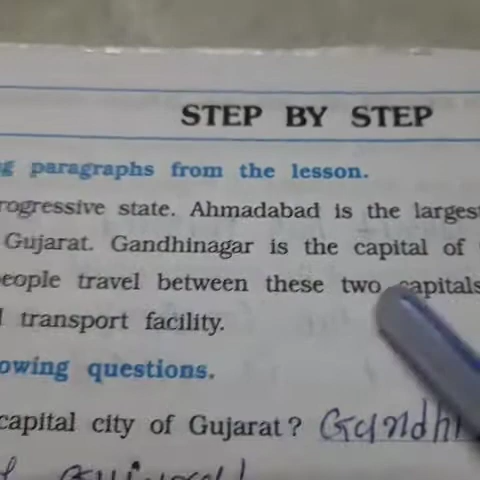 STEP BY STEP
g paragraphs from the lesson.
rogressive state. Ahmadabad is the larges
Gujarat. Gandhinagar is the capital of
eople travel between these two capitals
l transport facility.
owing questions.
capital city of Gujarat? Gandhi